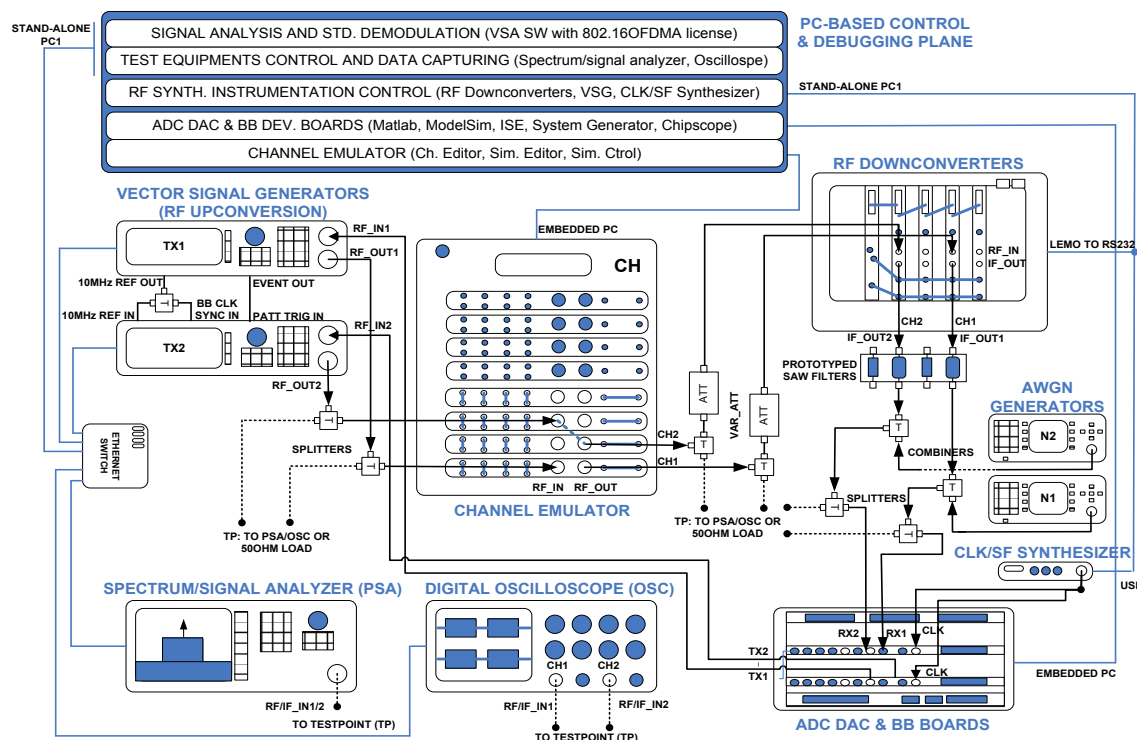 STAND-ALONE
PC1
SIGNAL ANALYSIS AND STD. DEMODULATION (VSA SW with 802.16OFDMA license)
TEST EQUIPMENTS CONTROL AND DATA CAPTURING (Spectrum/signal analyzer, Oscillospe)
RF SYNTH. INSTRUMENTATION CONTROL (RF Downconverters, VSG, CLK/SF Synthesizer)
ADC DAC & BB DEV. BOARDS (Matlab, ModelSim, ISE, System Generator, Chipscope)
CHANNEL EMULATOR (Ch. Editor, Sim. Editor, Sim. Ctrol)
PC-BASED CONTROL
& DEBUGGING PLANE
STAND-ALONE PC1
VECTOR SIGNAL GENERATORS
(RF UPCONVERSION)
TX1
RF_IN1
RF_OUT1
10MHz REF OUT
EVENT OUT
T
BB CLK
SYNC IN
10MHz REF IN
PATT TRIG IN
TX2
RF_IN2
RF_OUT2
T
SPLITTERS
T
ETHERNET
SWITCH
TP: TO PSA/OSC OR
50OHM LOAD
EMBEDDED PC
CH
RF_IN
RF_OUT
CHANNEL EMULATOR
CH2
CH1
ATT
VAR_ATT
ATT
T
T
TP: TO PSA/OSC OR
50OHM LOAD
RF DOWNCONVERTERS
RF_IN
IF_OUT
LEMO TO RS232
CH2
CH1
IF_OUT2
IF_OUT1
PROTOTYPED
SAW FILTERS
AWGN
GENERATORS
N2
N1
T
COMBINERS
T
SPLITTERS
T
T
CLK/SF SYNTHESIZER
USB
SPECTRUM/SIGNAL ANALYZER (PSA)
RF/IF_IN1/2
TO TESTPOINT (TP)
DIGITAL OSCILLOSCOPE (OSC)
CH1
CH2
RF/IF_IN1
RF/IF_IN2
TO TESTPOINT (TP)
RX2
RX1
CLK
TX2
TX1
CLK
EMBEDDED PC
ADC DAC & BB BOARDS